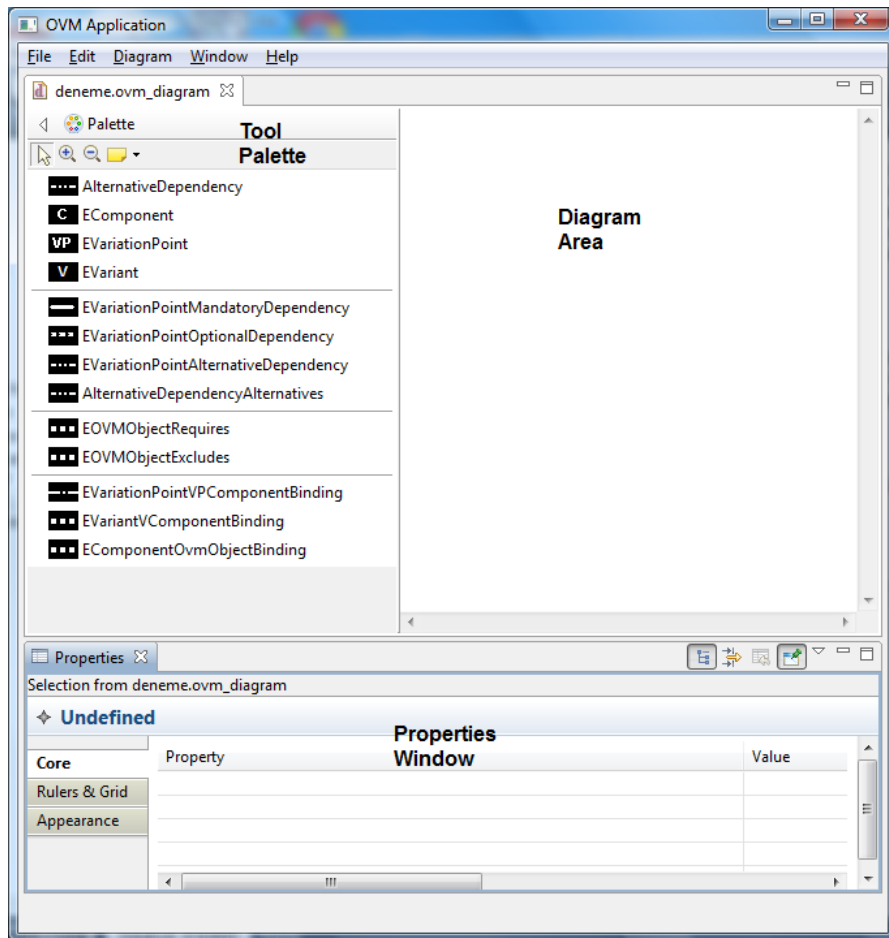 OVM Application
File Edit Diagram Window Help
deneme.ovm_diagram
Palette
Tool
Palette
AlternativeDependency
C EComponent
VP EVariationPoint
V EVariant
EVariationPointMandatoryDependency
EVariationPointOptionalDependency
EVariationPointAlternativeDependency
AlternativeDependencyAlternatives
EOVMObjectRequires
EOVMObjectExcludes
EVariationPointVPComponentBinding
EVariantVComponentBinding
EComponentOvmObjectBinding
Diagram
Area
Properties
Selection from deneme.ovm_diagram
Undefined
Properties
Window
Core
Rulers & Grid
Appearance
Property Value